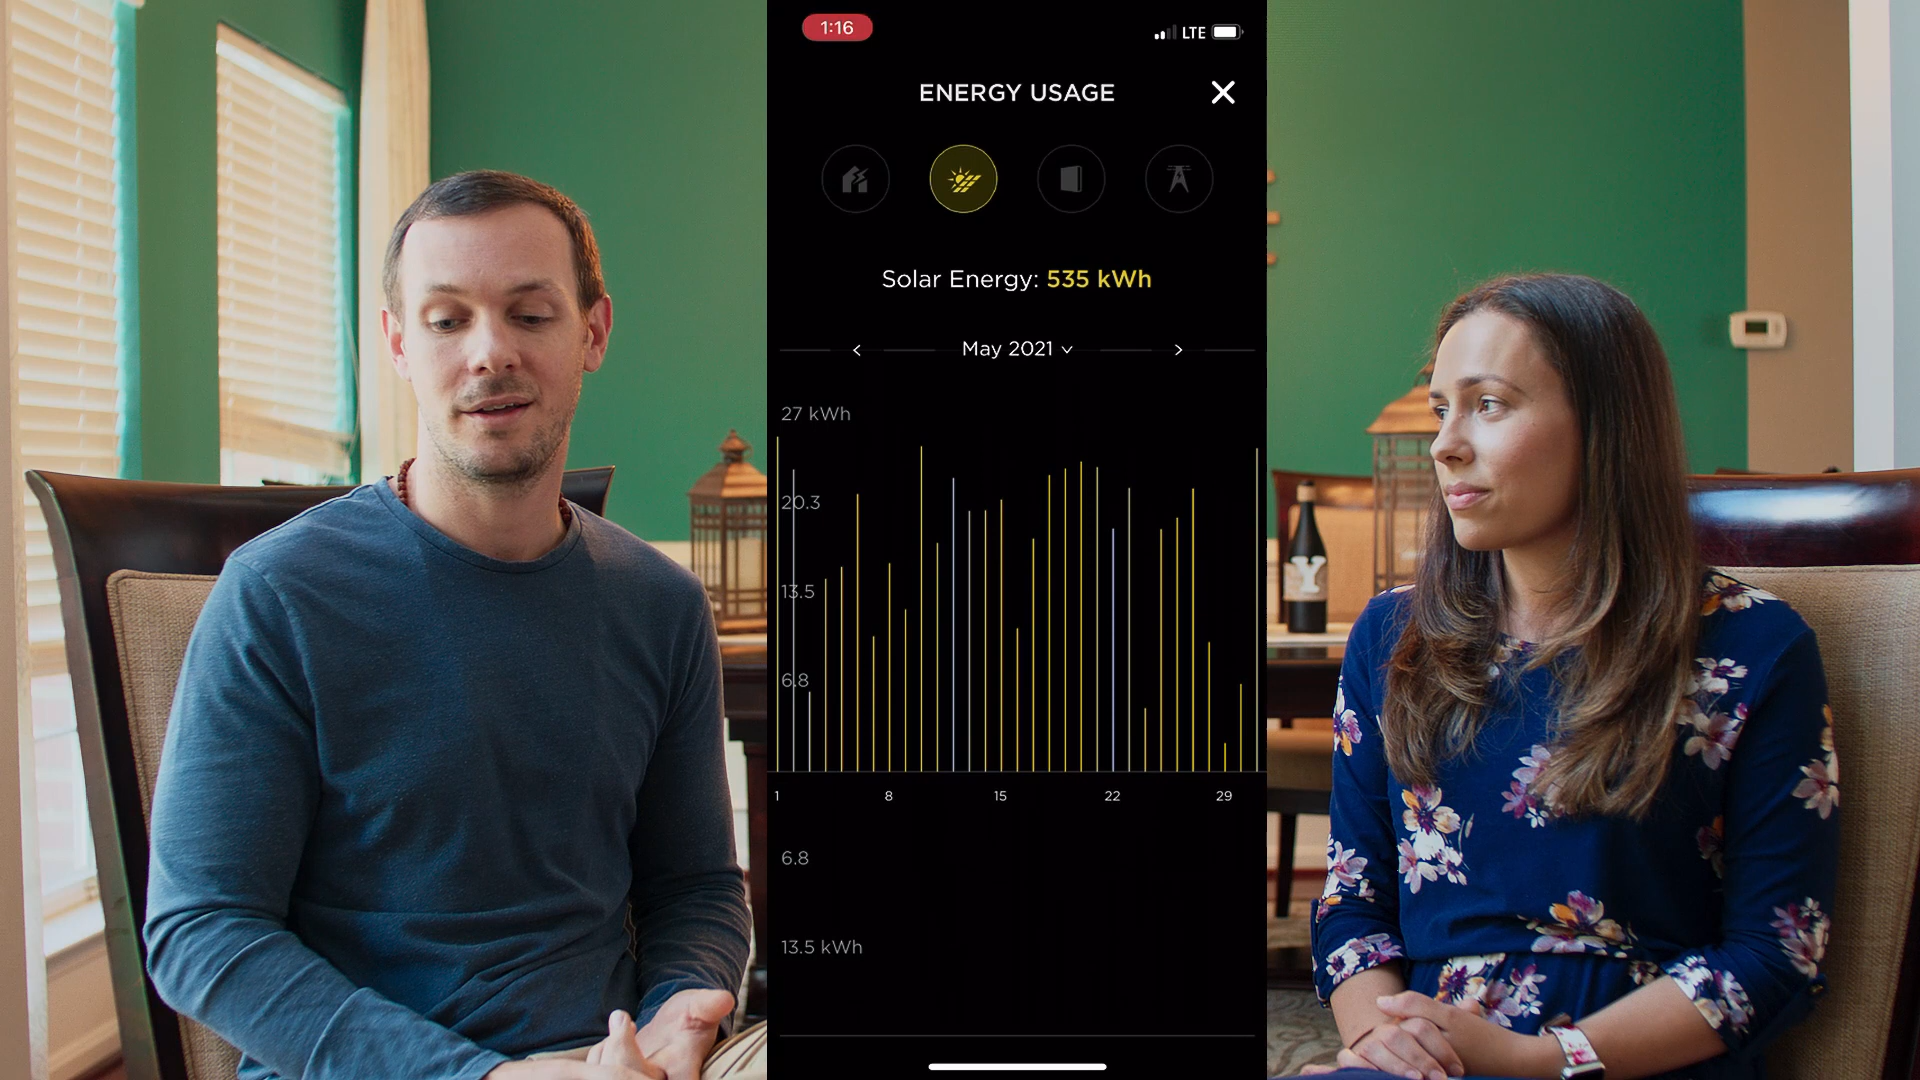 1:16 LTE
ENERGY USAGE
Solar Energy: 535 kWh
May 2021
27 kWh
20.3
13.5
6.8
1 8 15 22 29
6.8
13.5 kWh
Y